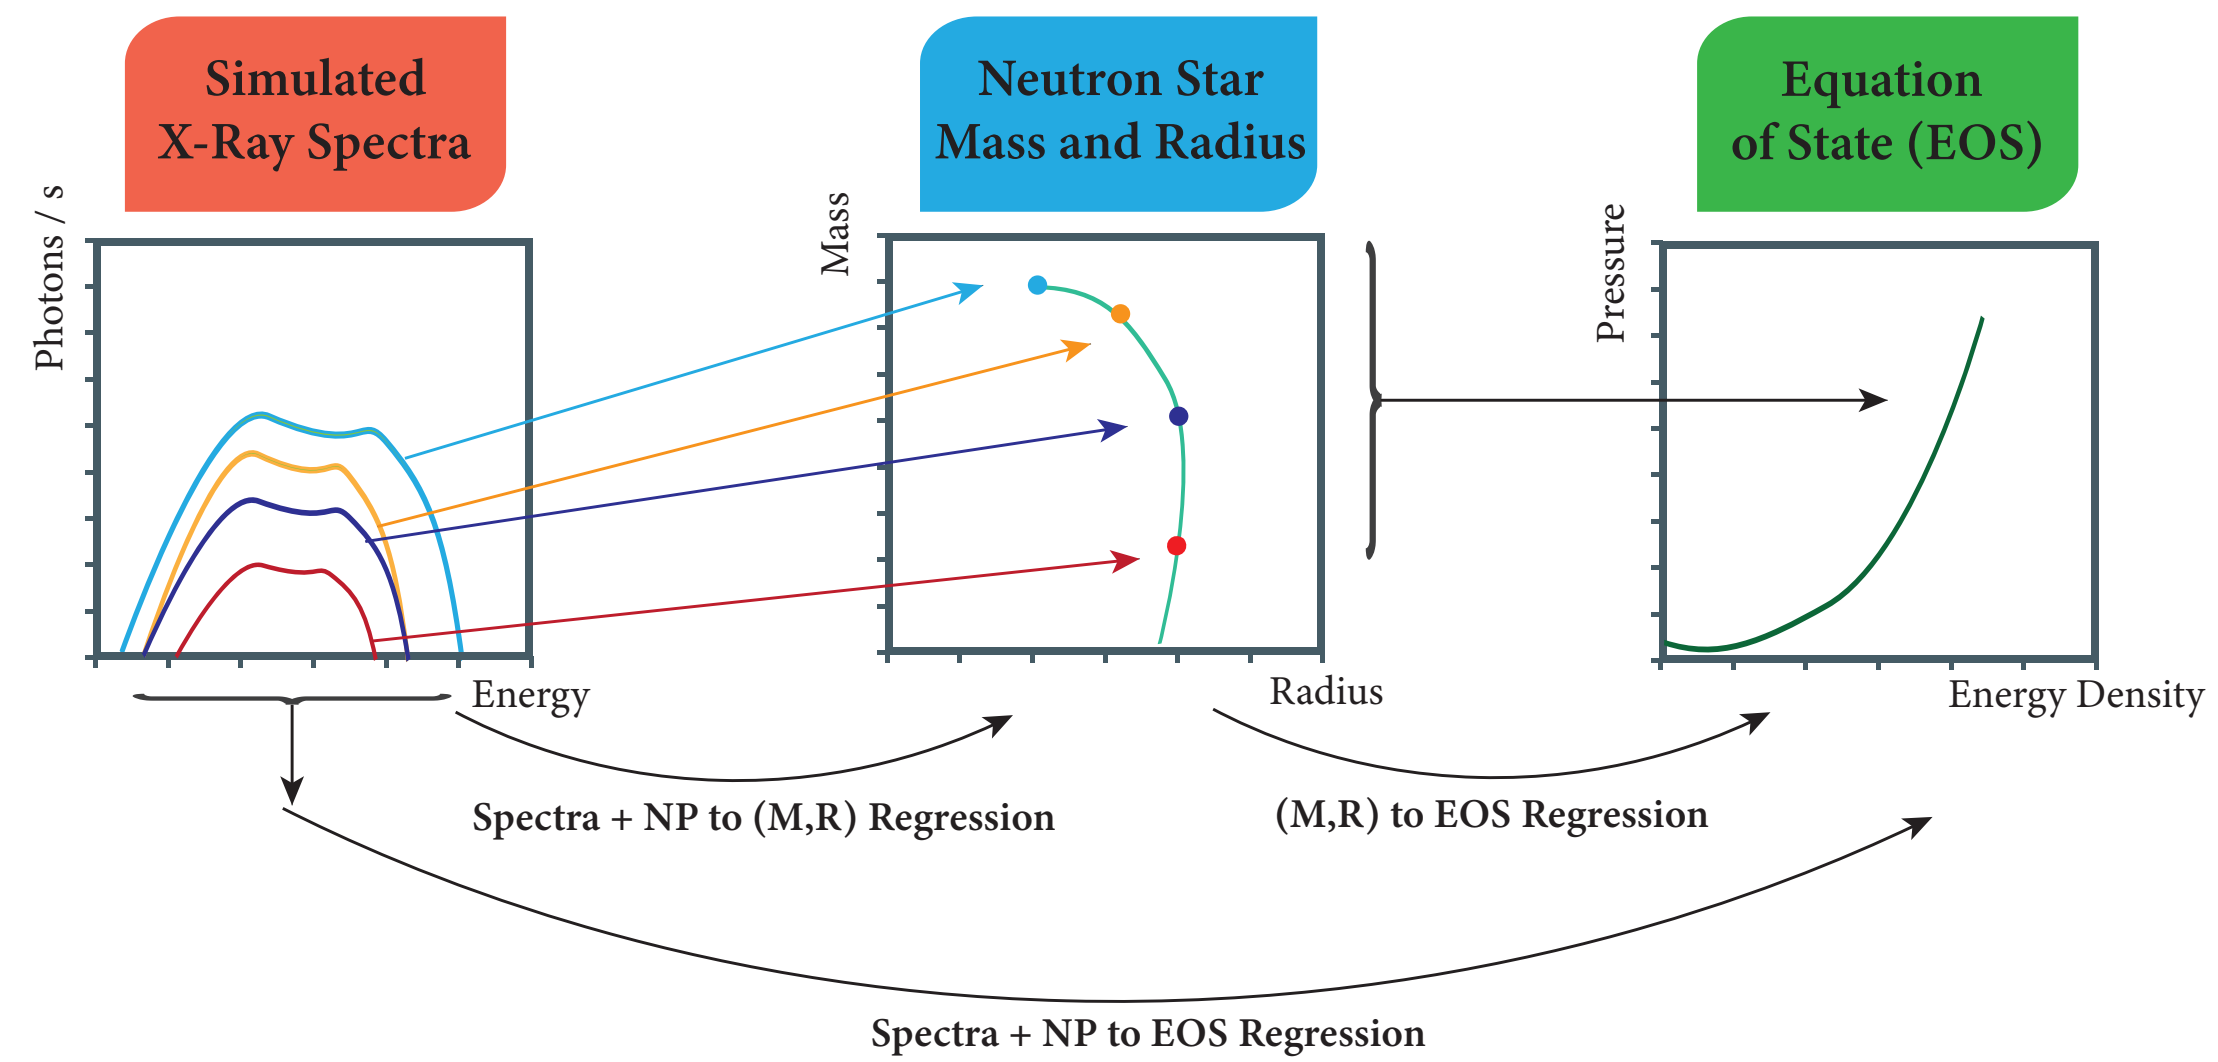 Simulated
X-Ray Spectra
Neutron Star
Mass and Radius
Equation
of State (EOS)
Photons / s
Energy
Mass
Radius
Pressure
Energy Density
Spectra + NP to (M,R) Regression
(M,R) to EOS Regression
Spectra + NP to EOS Regression